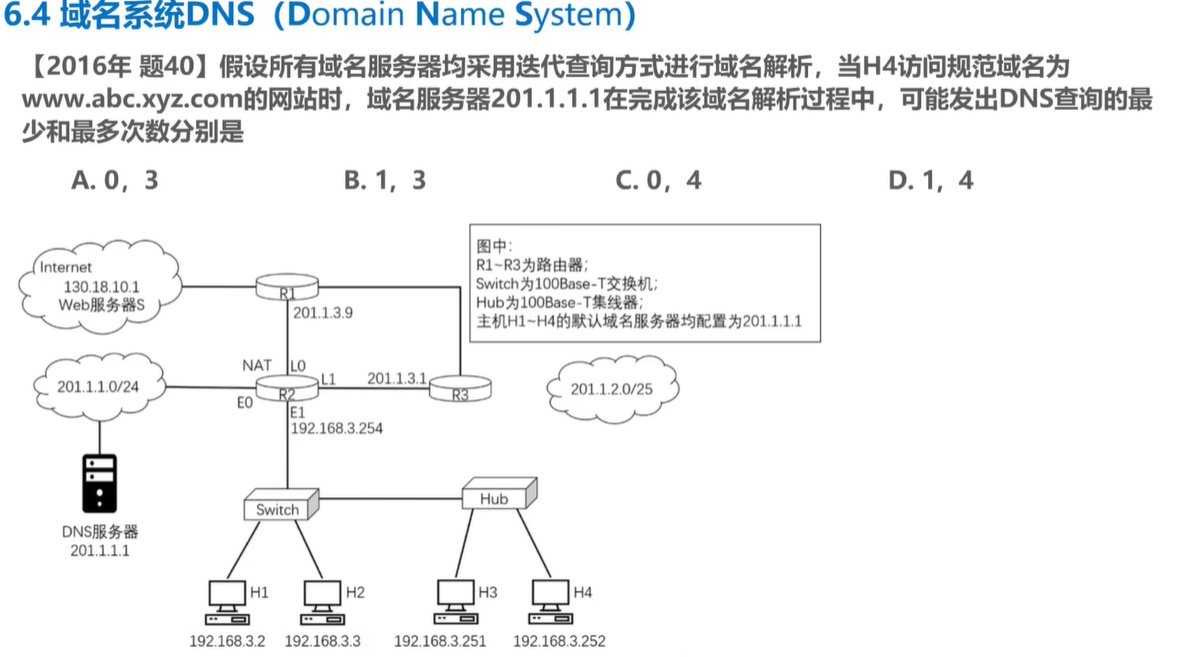 6.4 域名系统DNS（Domain Name System)
【2016年 题40】假设所有域名服务器均采用迭代查询方式进行域名解析，当H4访问规范域名为
www.abc.xyz.com的网站时，域名服务器201.1.1.1在完成该域名解析过程中，可能发出DNS查询的最
少和最多次数分别是
A. 0，3 B. 1，3 C. 0，4 D. 1，4
图中：
R1~R3为路由器；
Switch为100Base-T交换机；
Hub为100Base-T集线器；
主机H1~H4的默认域名服务器均配置为201.1.1.1
Internet
130.18.10.1
Web服务器S
R1
201.1.3.9
NAT L0
201.1.1.0/24
L1 201.1.3.1
R2
R3
201.1.2.0/25
E0
E1
192.168.3.254
Switch
Hub
DNS服务器
201.1.1.1
H1 H2 H3 H4
192.168.3.2 192.168.3.3 192.168.3.251 192.168.3.252